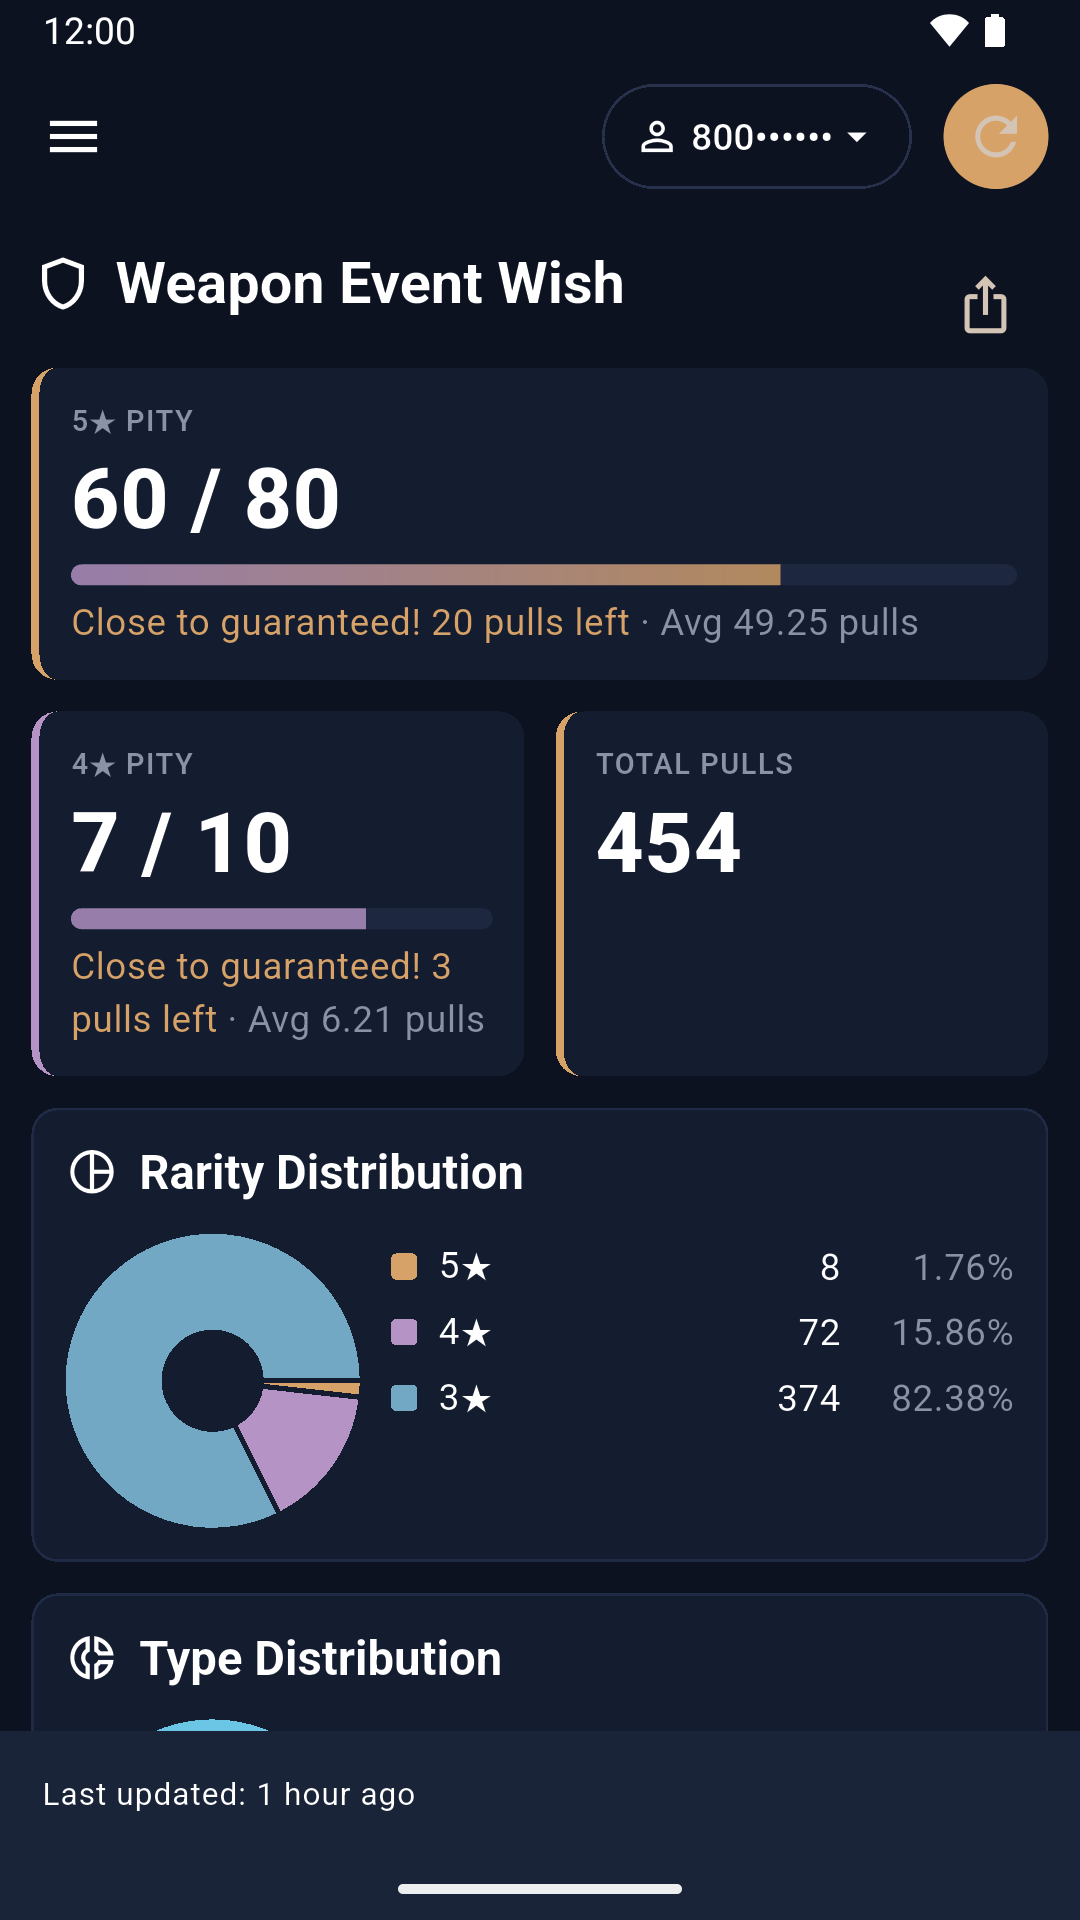 12:00
800••••••
Weapon Event Wish
5★ PITY
60 / 80
Close to guaranteed! 20 pulls left · Avg 49.25 pulls
4★ PITY
7 / 10
Close to guaranteed! 3
pulls left · Avg 6.21 pulls
TOTAL PULLS
454
Rarity Distribution
5★ 8 1.76%
4★ 72 15.86%
3★ 374 82.38%
Type Distribution
Last updated: 1 hour ago